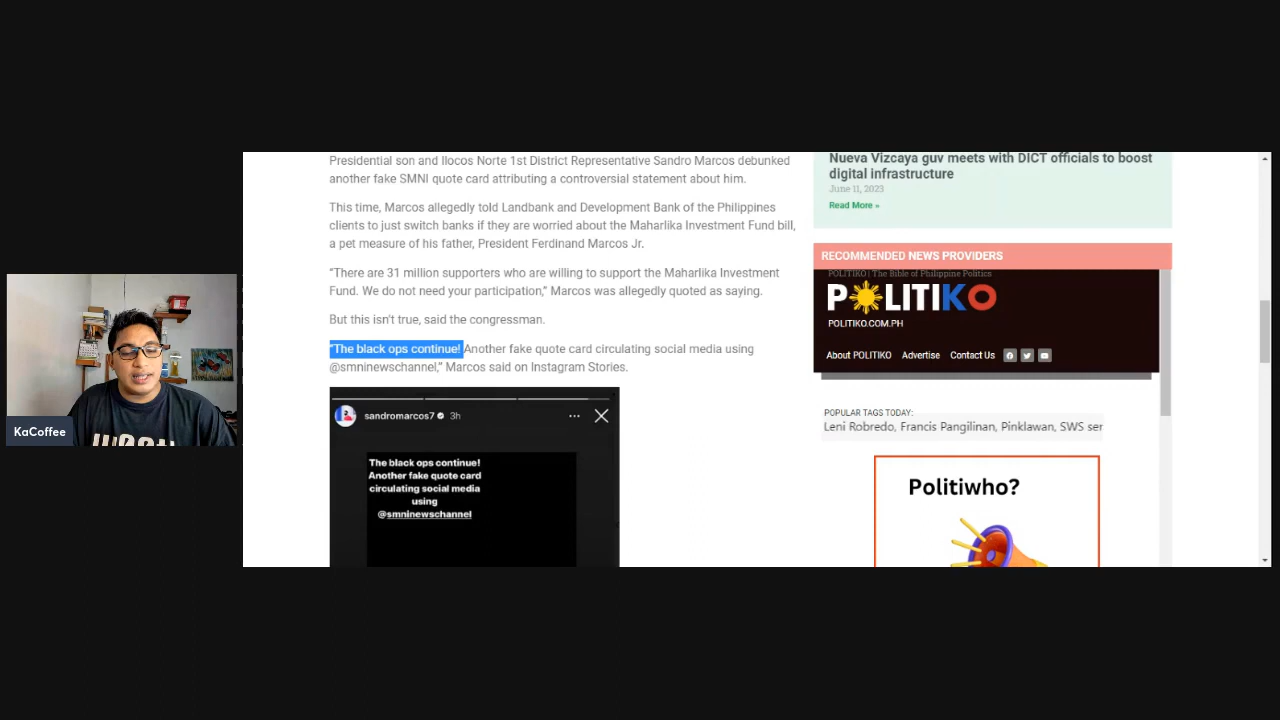 Presidential son and Ilocos Norte 1st District Representative Sandro Marcos debunked
another fake SMNI quote card attributing a controversial statement about him.
This time, Marcos allegedly told Landbank and Development Bank of the Philippines
clients to just switch banks if they are worried about the Maharlika Investment Fund bill,
a pet measure of his father, President Ferdinand Marcos Jr.
“There are 31 million supporters who are willing to support the Maharlika Investment
Fund. We do not need your participation,” Marcos was allegedly quoted as saying.
But this isn't true, said the congressman.
“The black ops continue! Another fake quote card circulating social media using
@smninewschannel,” Marcos said on Instagram Stories.
sandromarcos7 3h
The black ops continue!
Another fake quote card
circulating social media
using
@smninewschannel
Nueva Vizcaya guv meets with DICT officials to boost
digital infrastructure
June 11, 2023
Read More »
RECOMMENDED NEWS PROVIDERS
POLITIKO | The Bible of Philippine Politics
POLITIKO
POLITIKO.COM.PH
About POLITIKO Advertise Contact Us
POPULAR TAGS TODAY:
Leni Robredo, Francis Pangilinan, Pinklawan, SWS ser
Politiwho?
KaCoffee